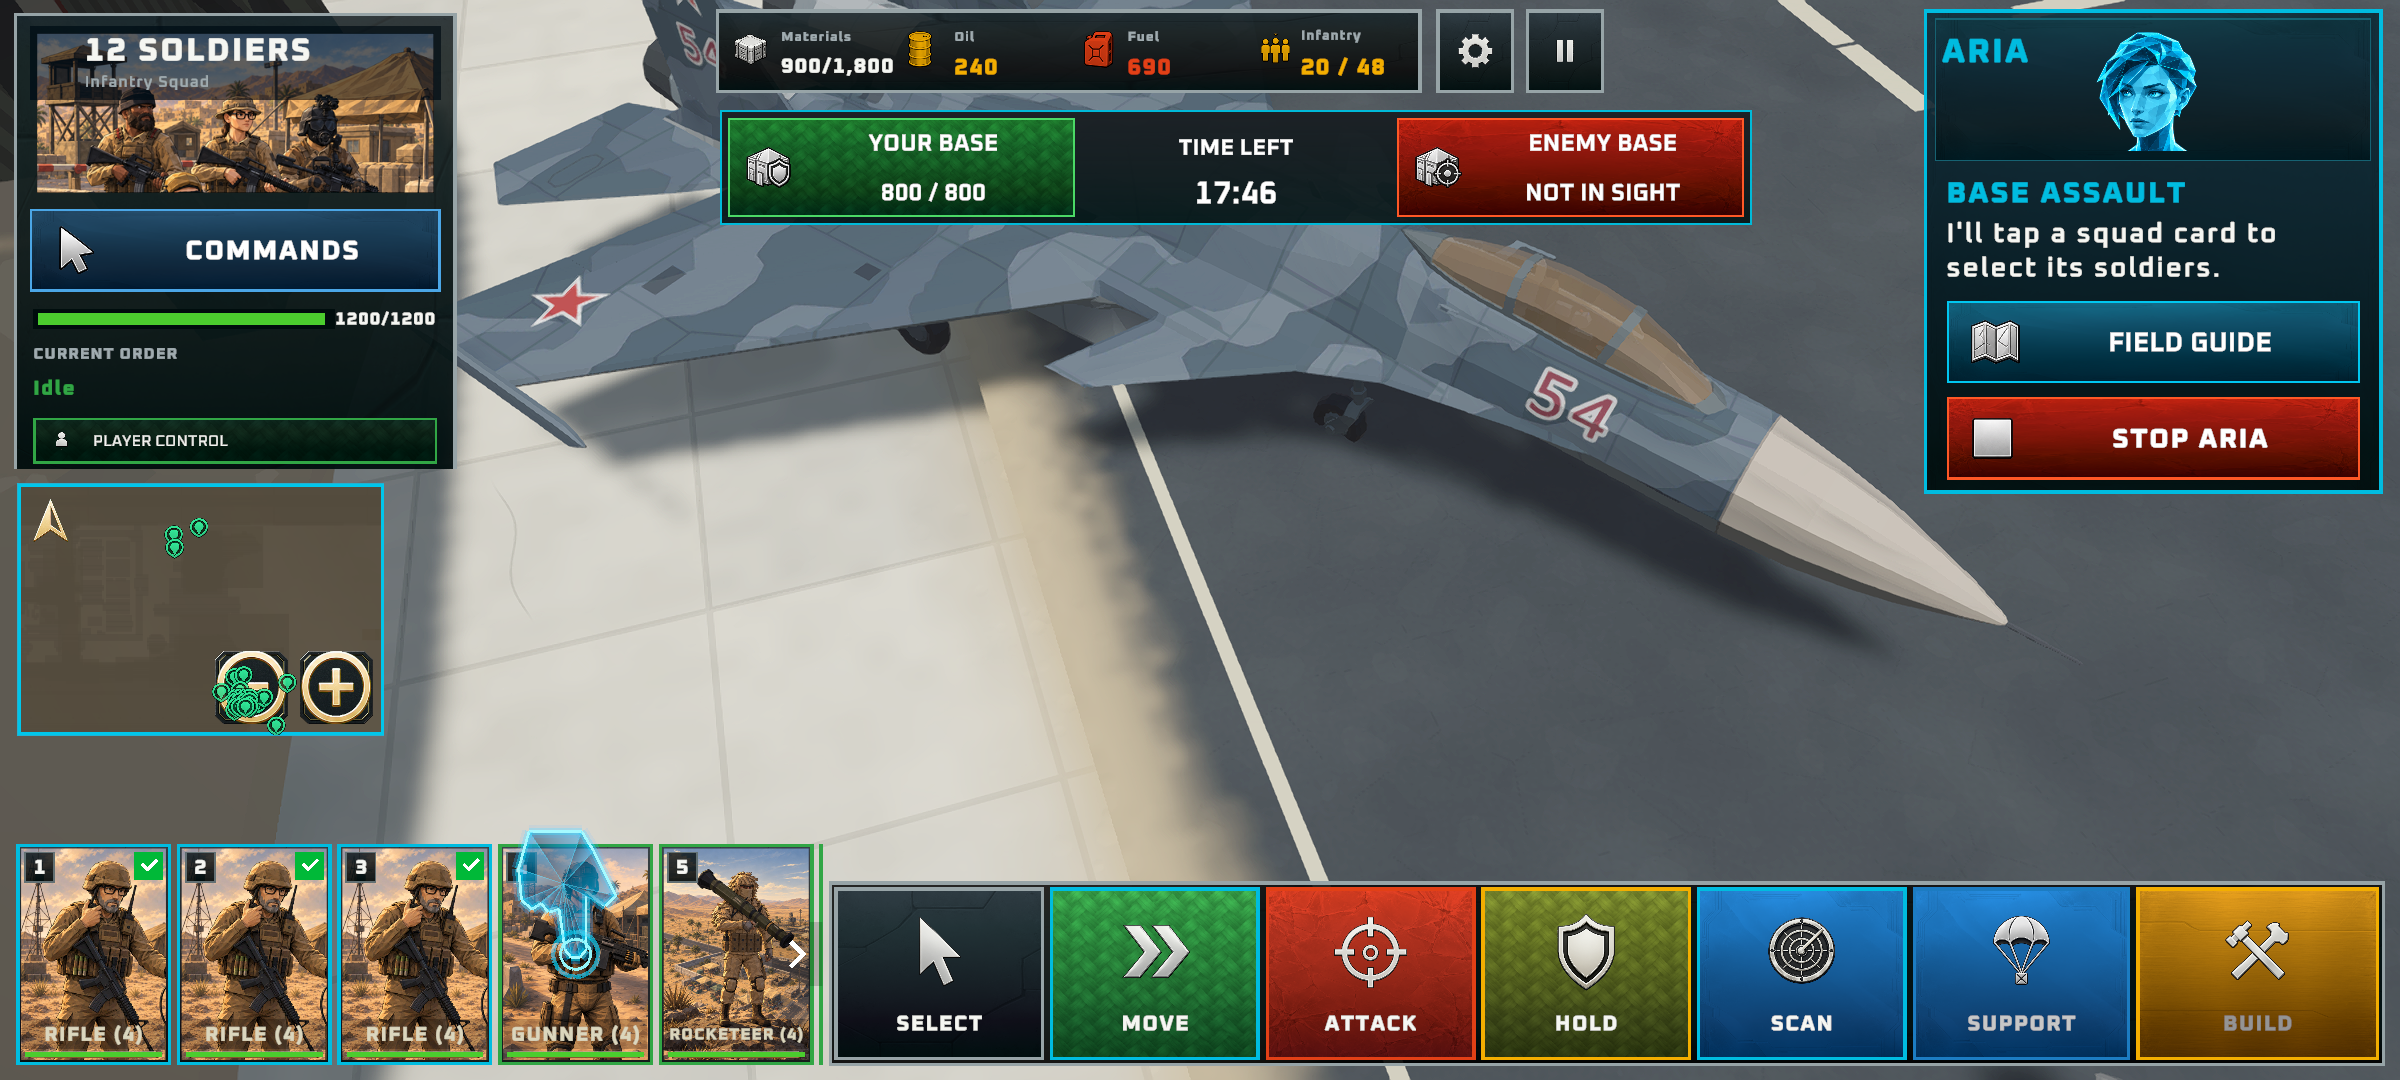 12 SOLDIERS
Infantry Squad
COMMANDS
1200/1200
CURRENT ORDER
Idle
PLAYER CONTROL
Materials
900/1,800
Oil
240
Fuel
690
Infantry
20 / 48
YOUR BASE
800 / 800
TIME LEFT
17:46
ENEMY BASE
NOT IN SIGHT
ARIA
BASE ASSAULT
I'll tap a squad card to
select its soldiers.
FIELD GUIDE
STOP ARIA
54
1
RIFLE (4)
2
RIFLE (4)
3
RIFLE (4)
GUNNER (4)
5
ROCKETEER (4)
SELECT
MOVE
ATTACK
HOLD
SCAN
SUPPORT
BUILD